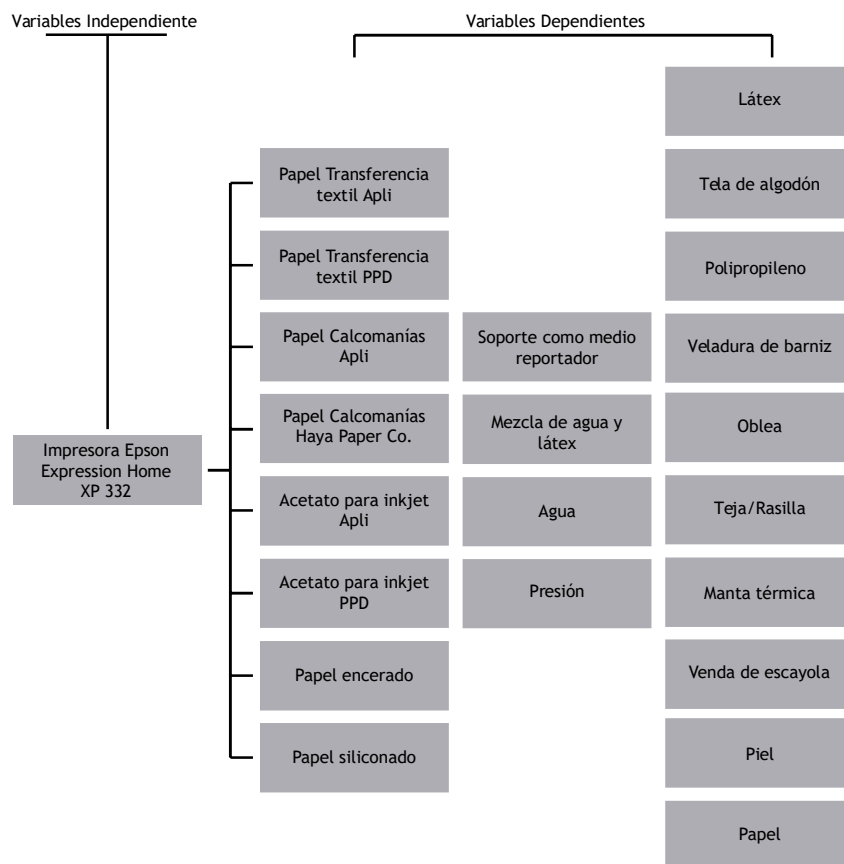 Variables Independiente
Variables Dependientes
Impresora Epson
Expression Home
XP 332
Papel Transferencia
textil Apli
Papel Transferencia
textil PPD
Papel Calcomanías
Apli
Papel Calcomanías
Haya Paper Co.
Acetato para inkjet
Apli
Acetato para inkjet
PPD
Papel encerado
Papel siliconado
Soporte como medio
reportador
Mezcla de agua y
látex
Agua
Presión
Látex
Tela de algodón
Polipropileno
Veladura de barniz
Oblea
Teja/Rasilla
Manta térmica
Venda de escayola
Piel
Papel